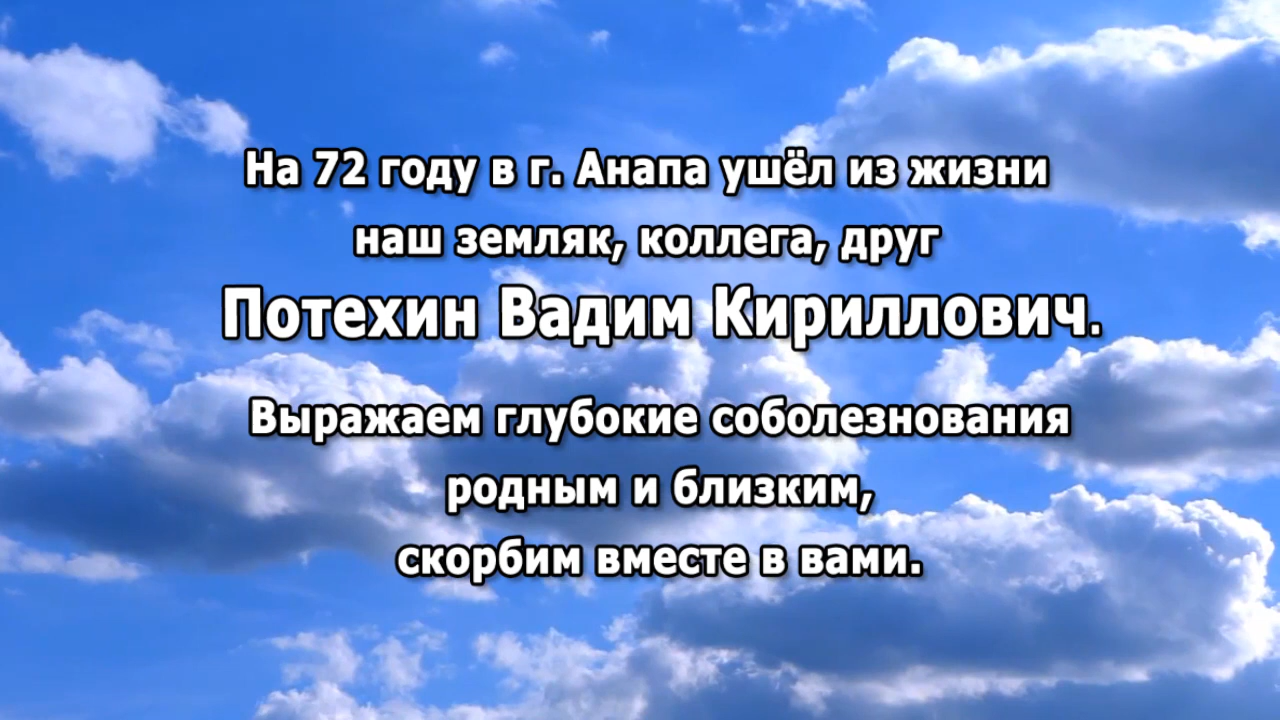 На 72 году в г. Анапа ушёл из жизни
наш земляк, коллега, друг
Потехин Вадим Кириллович.
Выражаем глубокие соболезнования
родным и близким,
скорбим вместе в вами.